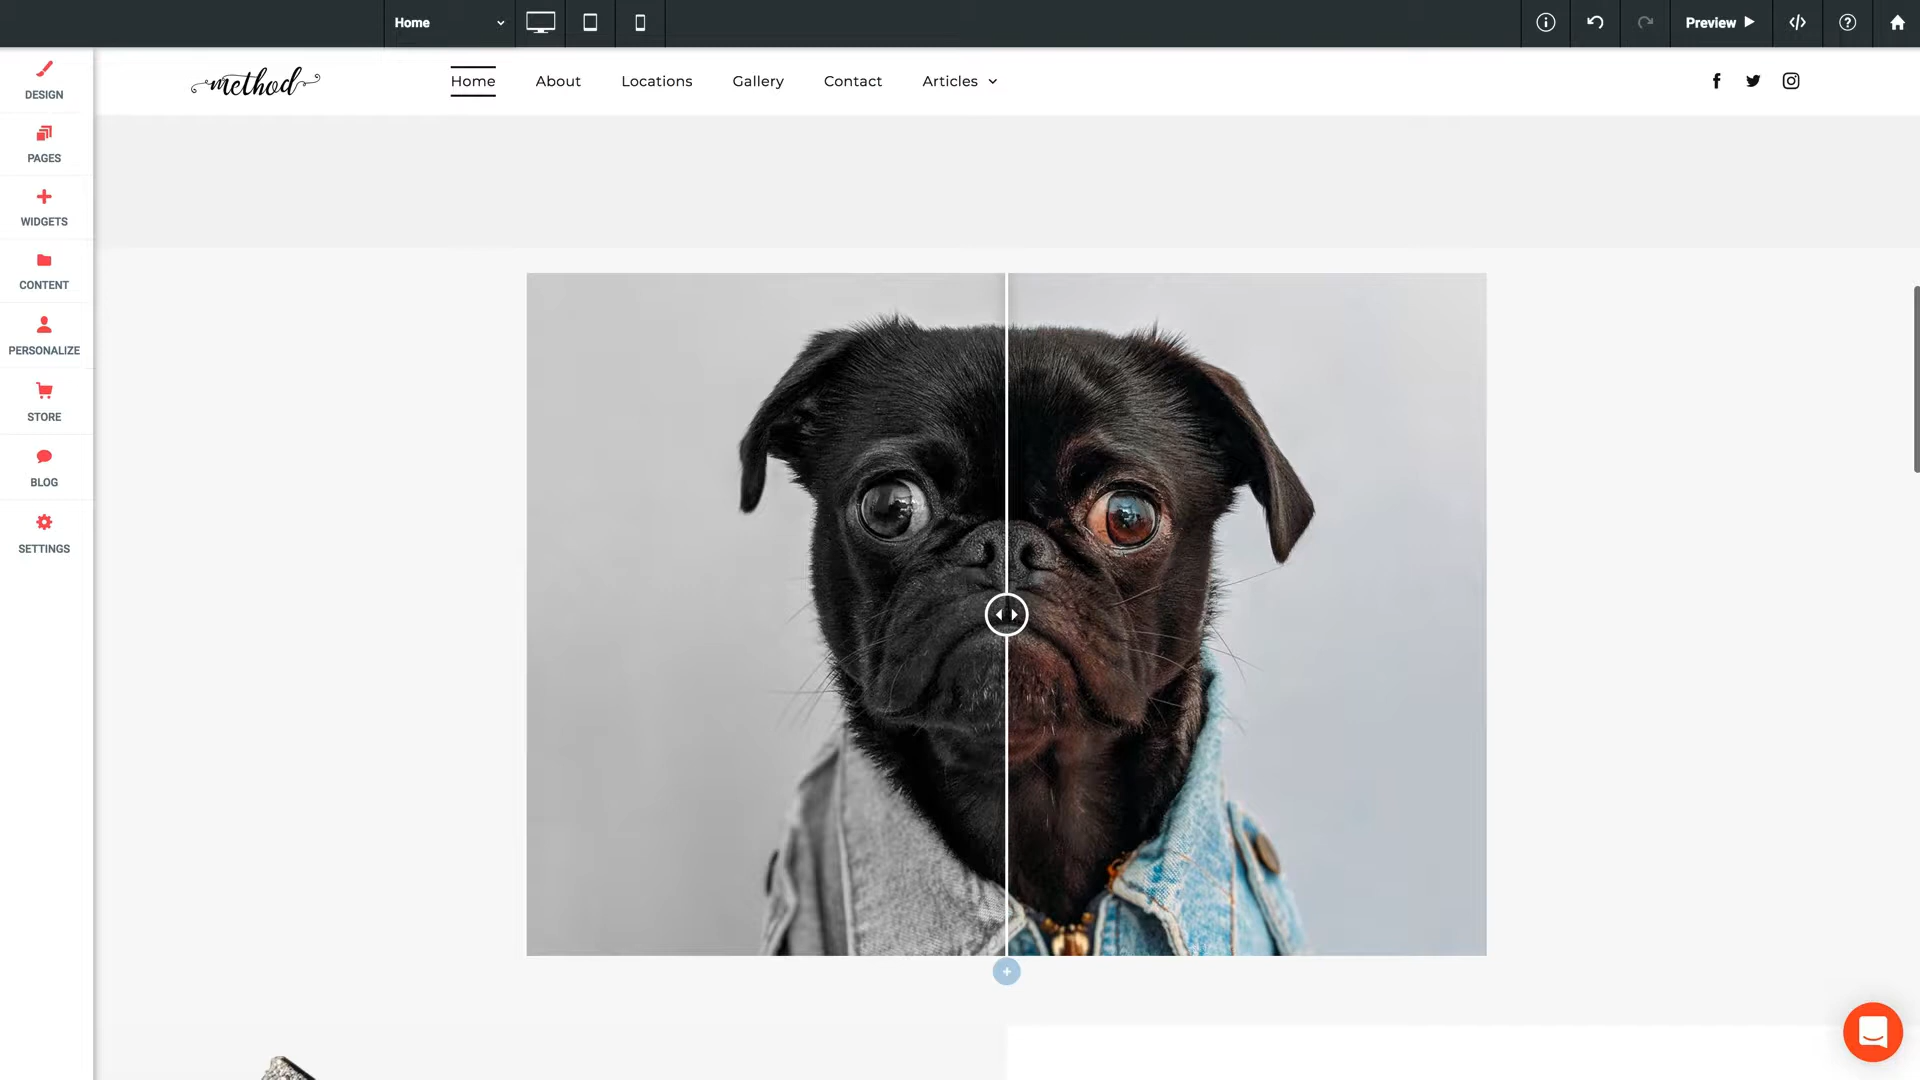 Home
Preview
method
Home About Locations Gallery Contact Articles
DESIGN
PAGES
WIDGETS
CONTENT
PERSONALIZE
STORE
BLOG
SETTINGS